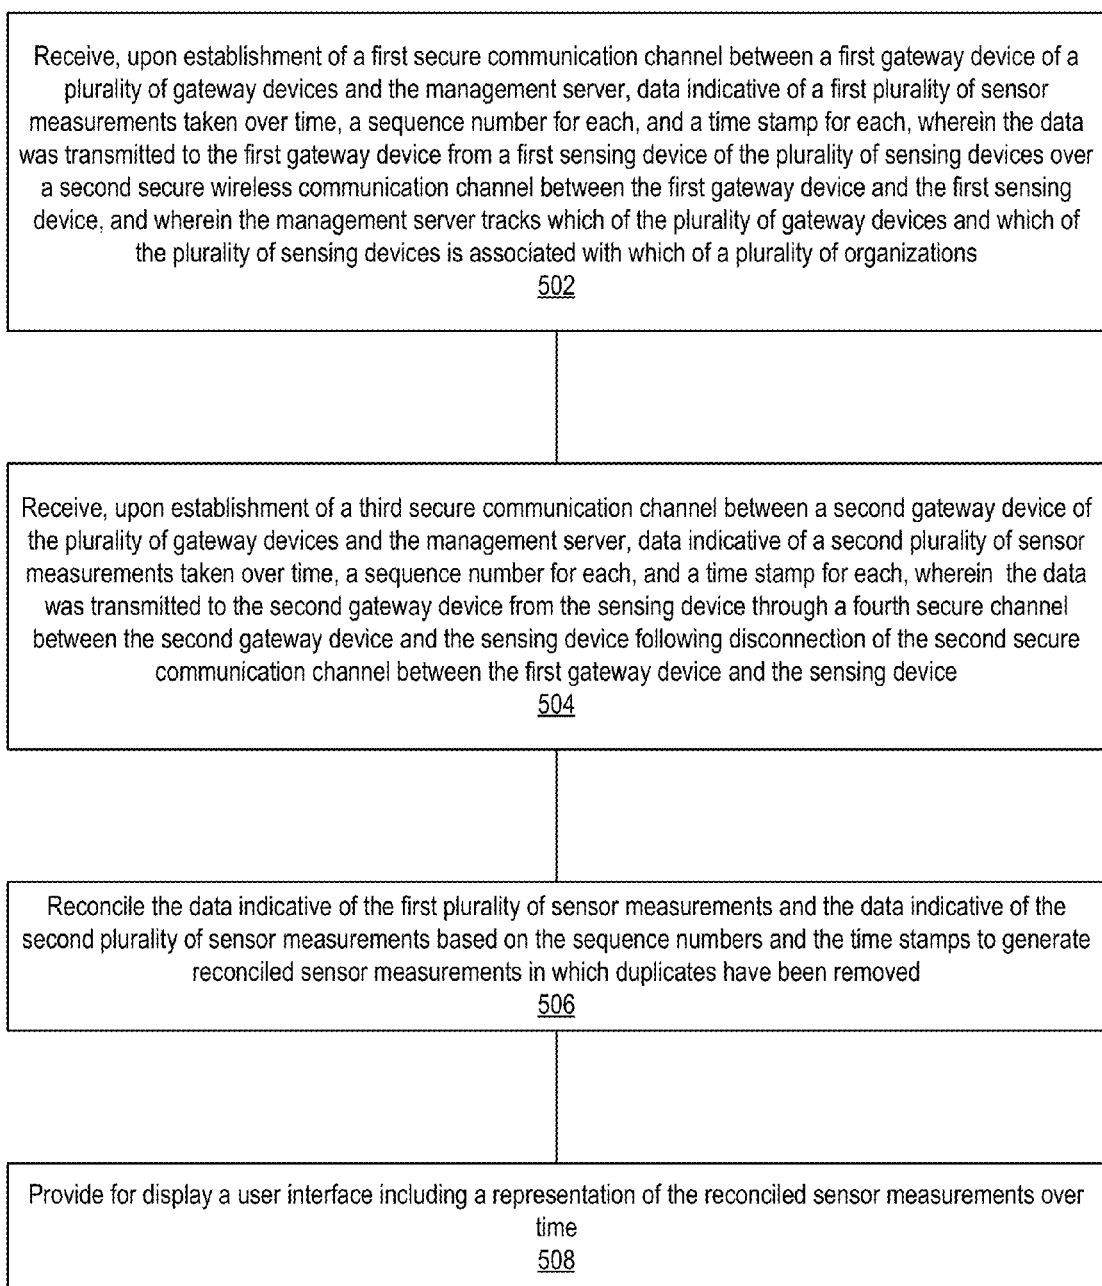 Receive, upon establishment of a first secure communication channel between a first gateway device of a
plurality of gateway devices and the management server, data indicative of a first plurality of sensor
measurements taken over time, a sequence number for each, and a time stamp for each, wherein the data
was transmitted to the first gateway device from a first sensing device of the plurality of sensing devices over
a second secure wireless communication channel between the first gateway device and the first sensing
device, and wherein the management server tracks which of the plurality of gateway devices and which of
the plurality of sensing devices is associated with which of a plurality of organizations
502
Receive, upon establishment of a third secure communication channel between a second gateway device of
the plurality of gateway devices and the management server, data indicative of a second plurality of sensor
measurements taken over time, a sequence number for each, and a time stamp for each, wherein the data
was transmitted to the second gateway device from the sensing device through a fourth secure channel
between the second gateway device and the sensing device following disconnection of the second secure
communication channel between the first gateway device and the sensing device
504
Reconcile the data indicative of the first plurality of sensor measurements and the data indicative of the
second plurality of sensor measurements based on the sequence numbers and the time stamps to generate
reconciled sensor measurements in which duplicates have been removed
506
Provide for display a user interface including a representation of the reconciled sensor measurements over
time
508